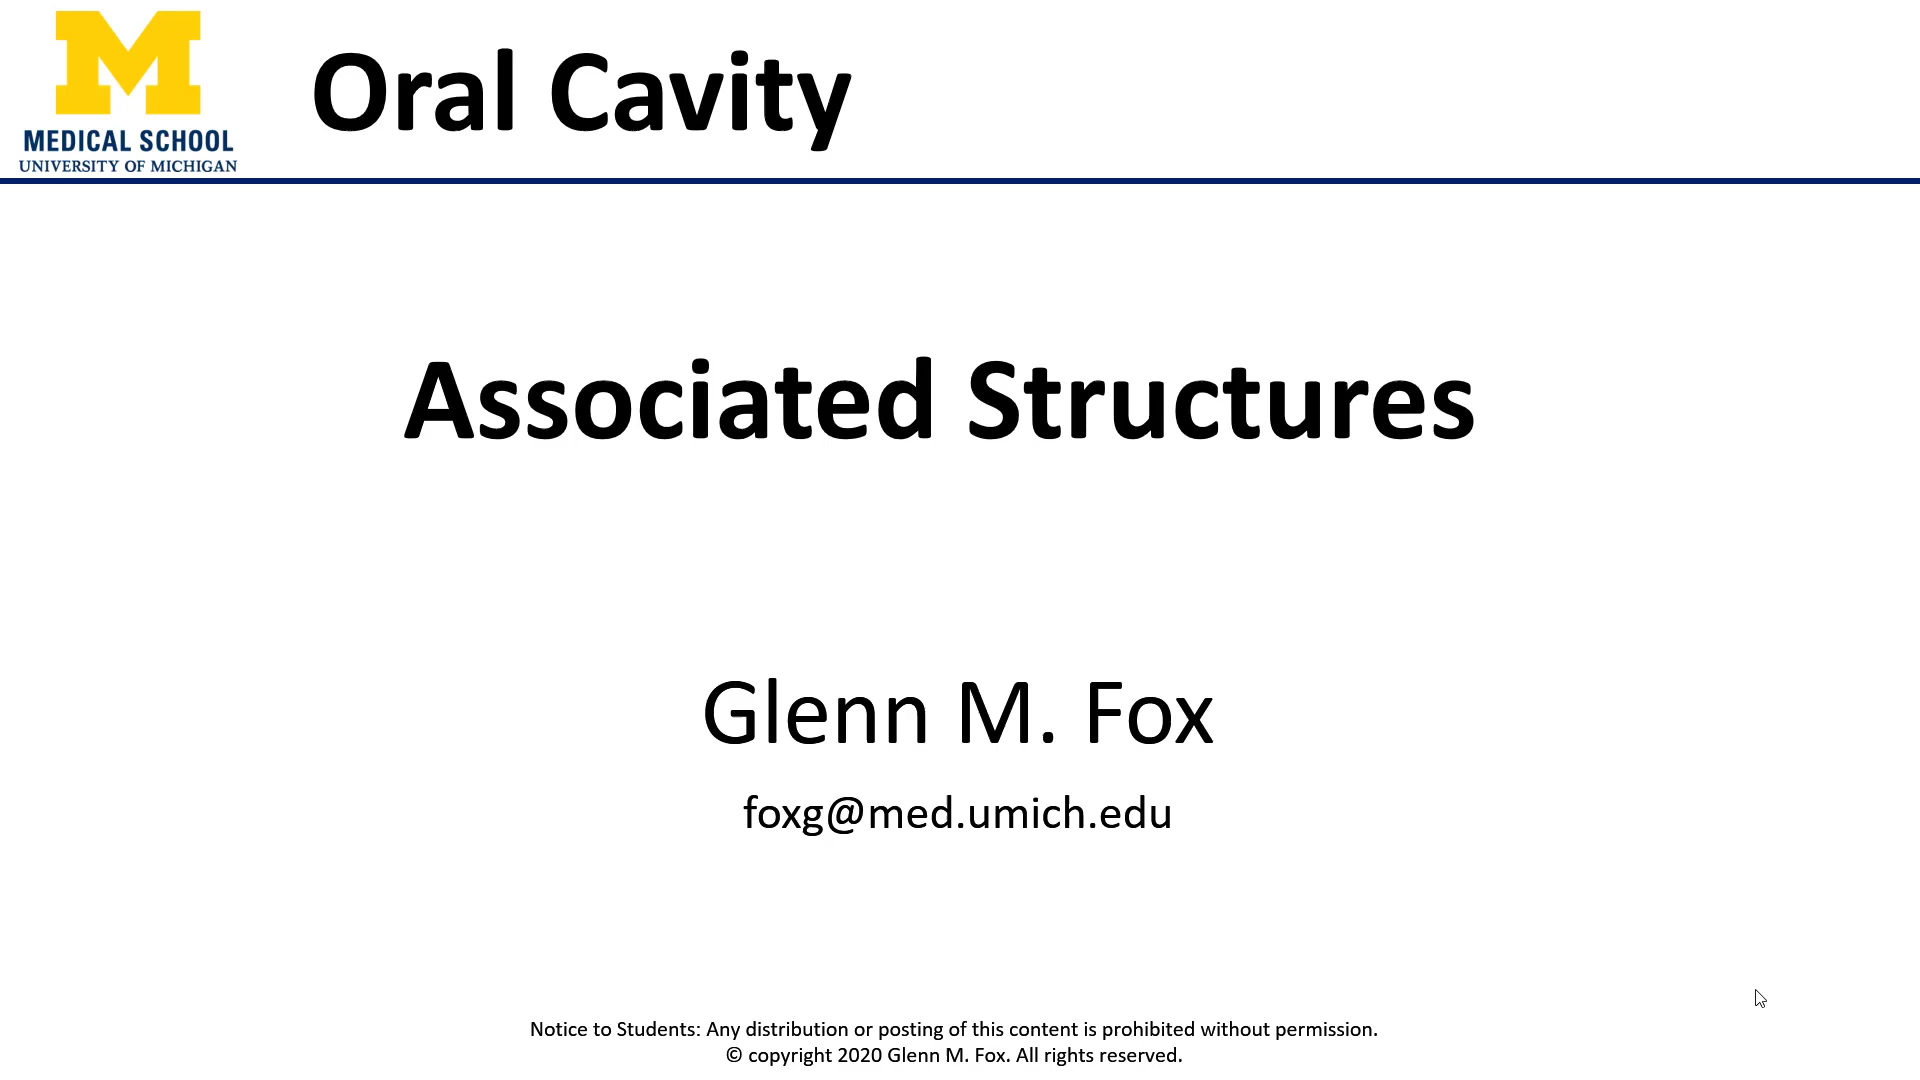 MEDICAL SCHOOL
UNIVERSITY OF MICHIGAN
Oral Cavity
Associated Structures
Glenn M. Fox
foxg@med.umich.edu
Notice to Students: Any distribution or posting of this content is prohibited without permission.
© copyright 2020 Glenn M. Fox. All rights reserved.